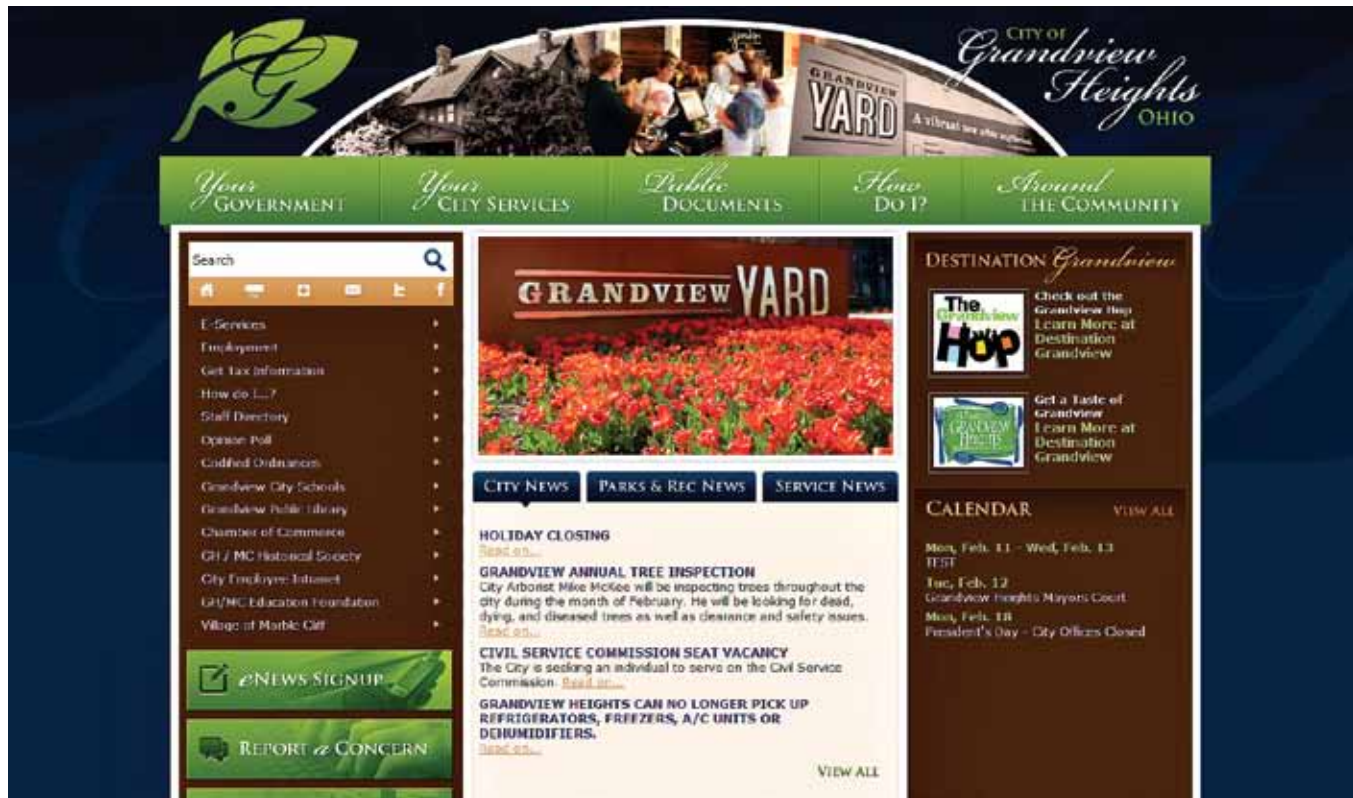 CITY OF
Grandview
Heights
OHIO
GRANDVIEW
YARD
Your
GOVERNMENT
Your
CITY SERVICES
Public
DOCUMENTS
How
DO I?
Around
THE COMMUNITY
Search
E-Services
Employment
Get Tax Information
How do I...?
Staff Directory
Opinion Poll
Codified Ordinances
Grandview City Schools
Grandview Public Library
Chamber of Commerce
GH / MC Historical Society
City Employee Intranet
GH/MC Education Foundation
Village of Marble Cliff
eNEWS SIGNUP
REPORT a CONCERN
GRANDVIEW YARD
CITY NEWS
PARKS & REC NEWS
SERVICE NEWS
HOLIDAY CLOSING
Read on...
GRANDVIEW ANNUAL TREE INSPECTION
City Arborist Mike McKee will be inspecting trees throughout the
city during the month of February. He will be looking for dead,
dying, and diseased trees as well as clearance and safety issues.
Read on...
CIVIL SERVICE COMMISSION SEAT VACANCY
The City is seeking an individual to serve on the Civil Service
Commission. Read on...
GRANDVIEW HEIGHTS CAN NO LONGER PICK UP
REFRIGERATORS, FREEZERS, A/C UNITS OR
DEHUMIDIFIERS.
Read on...
VIEW ALL
DESTINATION Grandview
The
Grandview
Hop
Check out the
Grandview Hop
Learn More at
Destination
Grandview
GRANDVIEW
HEIGHTS
Get a Taste of
Grandview
Learn More at
Destination
Grandview
CALENDAR
VIEW ALL
Mon, Feb. 11 - Wed, Feb. 13
TEST
Tue, Feb. 12
Grandview Heights Mayors Court
Mon, Feb. 18
President's Day - City Offices Closed